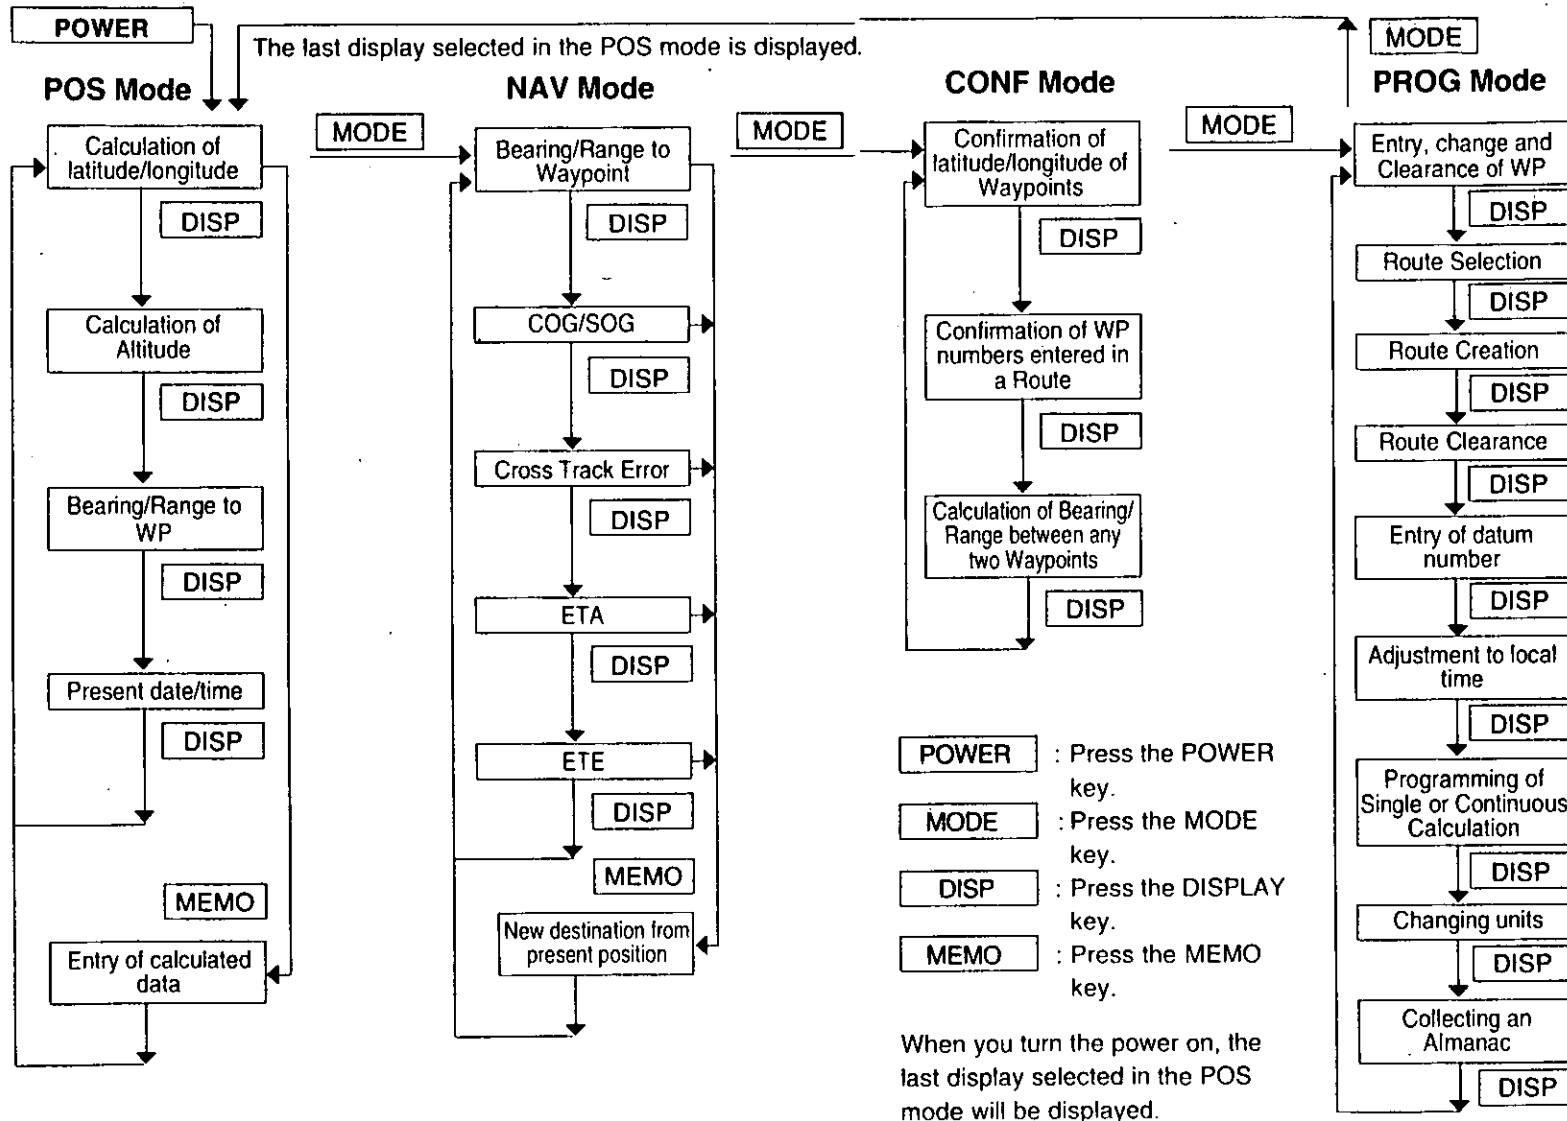 POWER
The last display selected in the POS mode is displayed.
MODE
POS Mode
NAV Mode
CONF Mode
PROG Mode
Calculation of
latitude/longitude
DISP
Calculation of
Altitude
DISP
Bearing/Range to
WP
DISP
Present date/time
DISP
MEMO
Entry of calculated
data
MODE
Bearing/Range to
Waypoint
DISP
COG/SOG
DISP
Cross Track Error
DISP
ETA
DISP
ETE
DISP
MEMO
New destination from
present position
MODE
Confirmation of
latitude/longitude of
Waypoints
DISP
Confirmation of WP
numbers entered in
a Route
DISP
Calculation of Bearing/
Range between any
two Waypoints
DISP
MODE
Entry, change and
Clearance of WP
DISP
Route Selection
DISP
Route Creation
DISP
Route Clearance
DISP
Entry of datum
number
DISP
Adjustment to local
time
DISP
Programming of
Single or Continuous
Calculation
DISP
Changing units
DISP
Collecting an
Almanac
DISP
POWER : Press the POWER
key.
MODE : Press the MODE
key.
DISP : Press the DISPLAY
key.
MEMO : Press the MEMO
key.
When you turn the power on, the
last display selected in the POS
mode will be displayed.